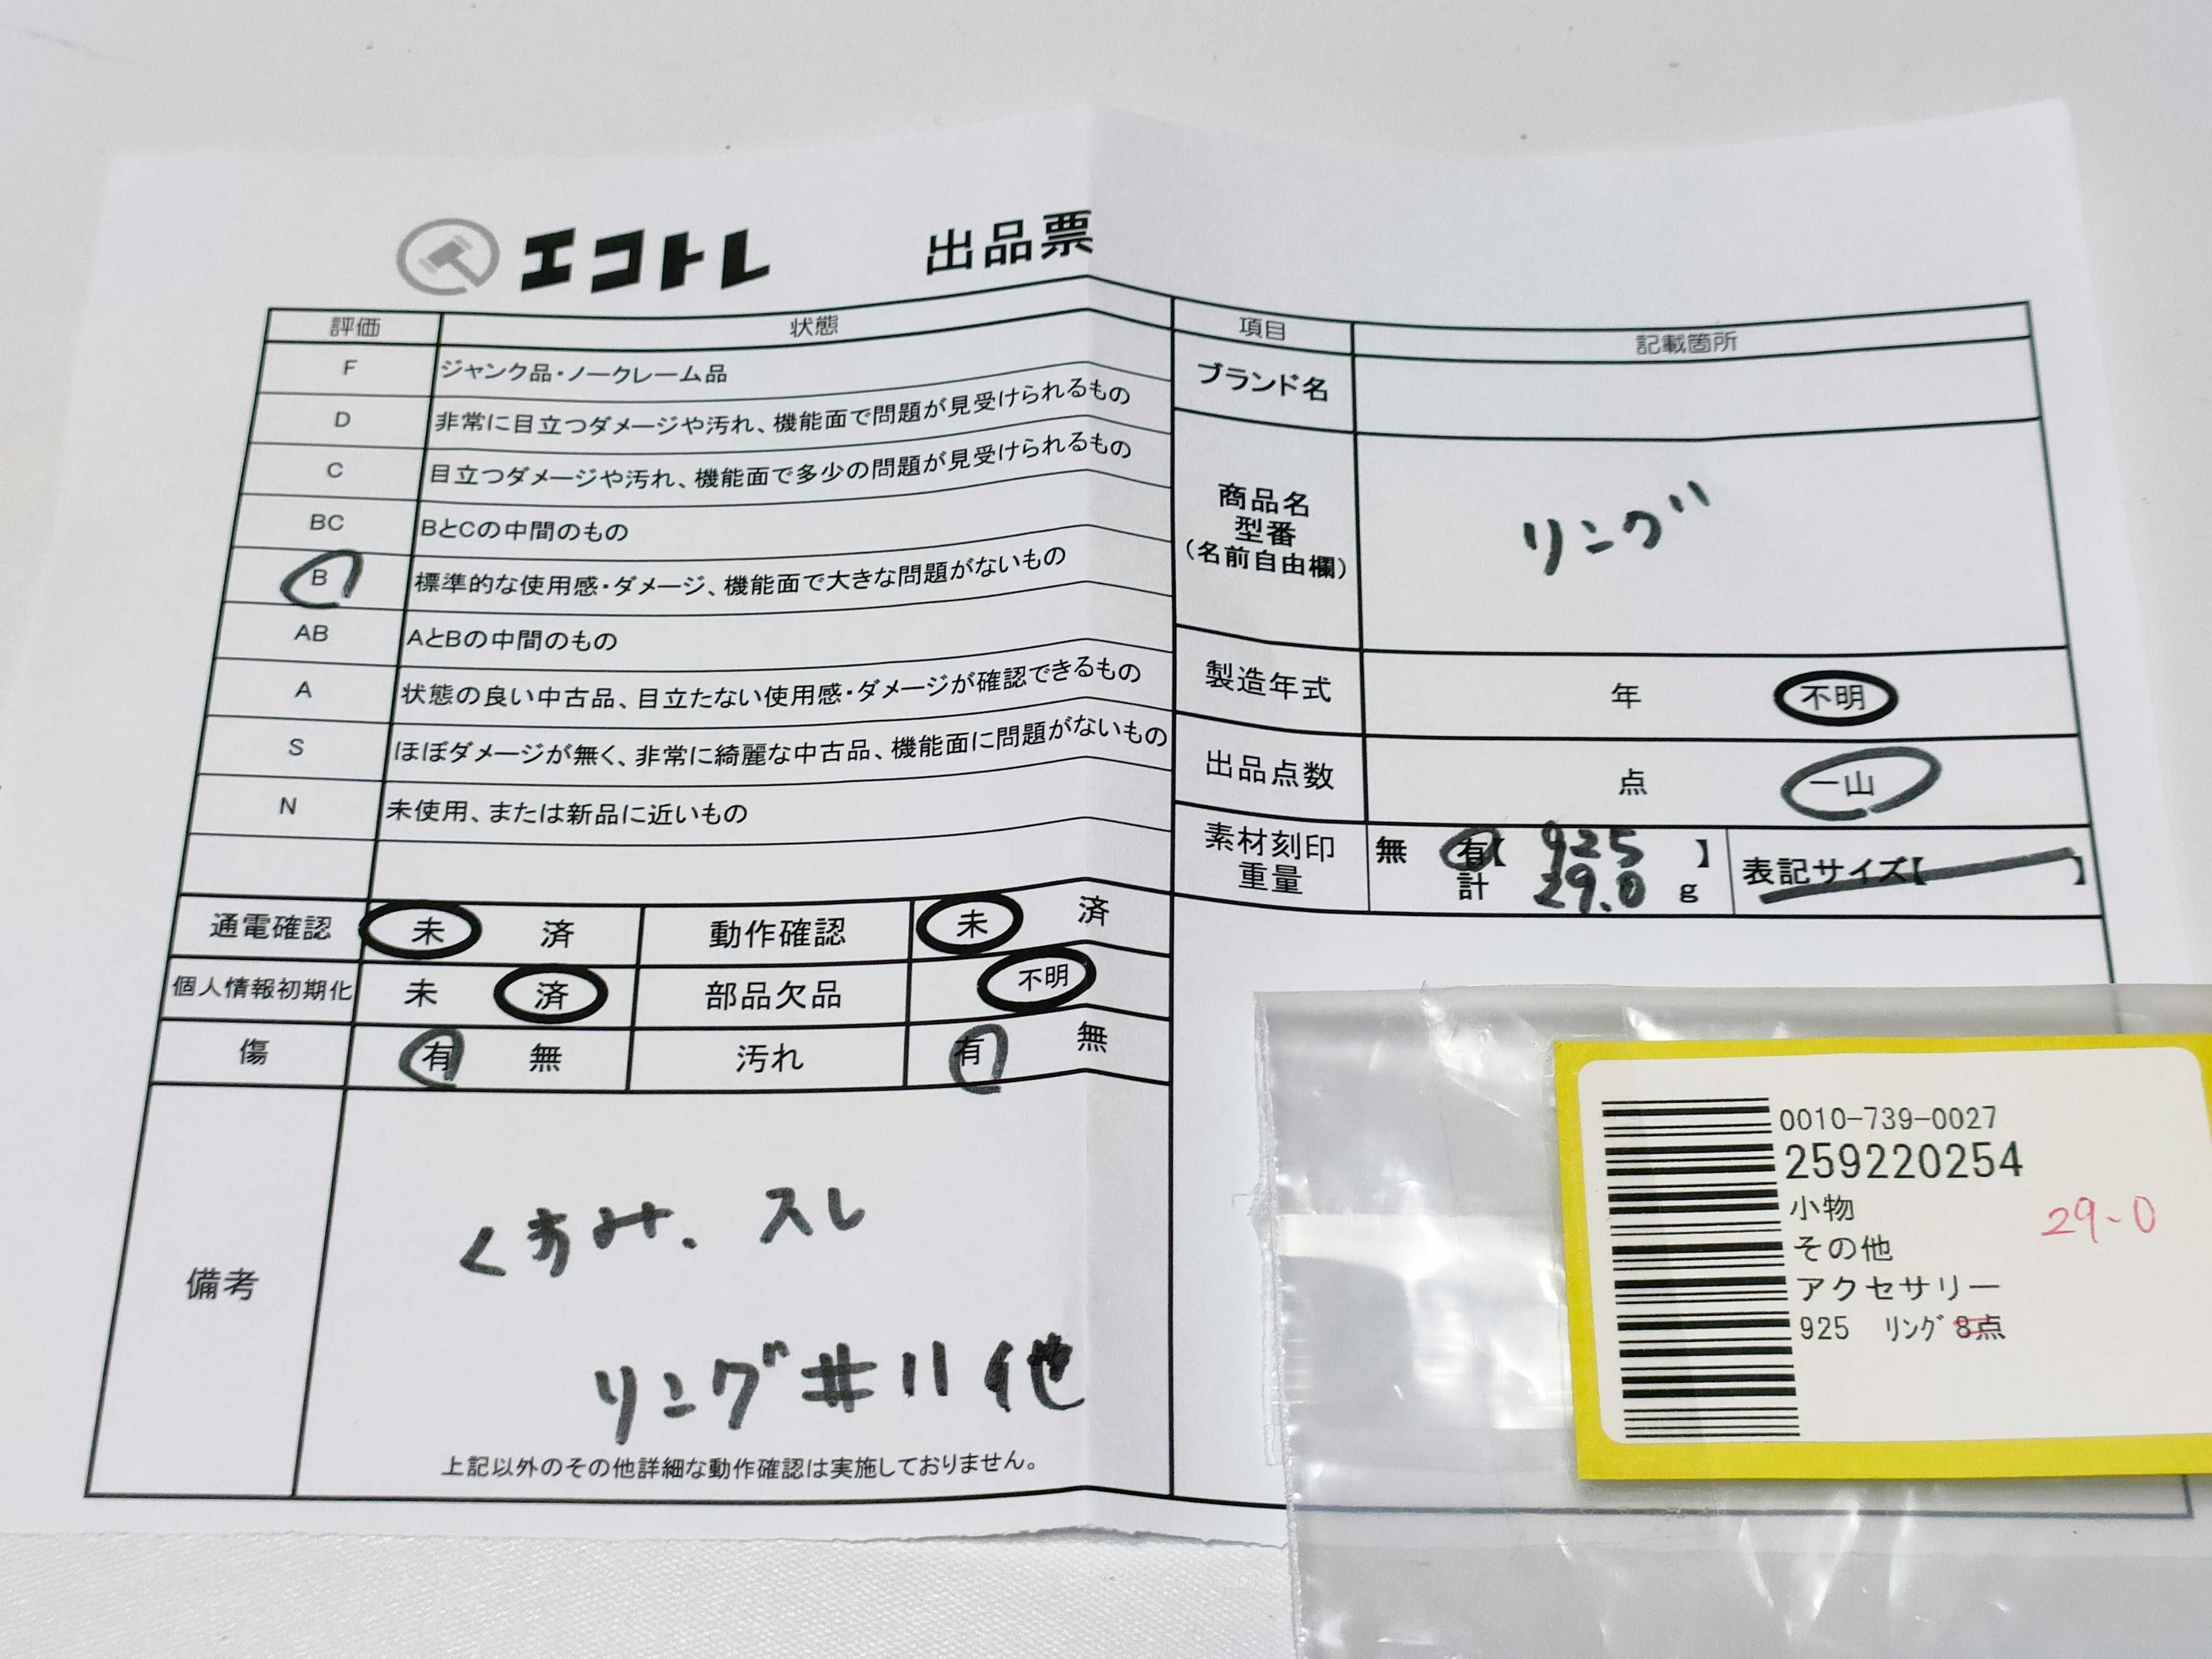 エコトレ 出品票
評価 状態
F ジャンク品・ノークレーム品
D 非常に目立つダメージや汚れ、機能面で問題が見受けられるもの
C 目立つダメージや汚れ、機能面で多少の問題が見受けられるもの
BC BとCの中間のもの
B 標準的な使用感・ダメージ、機能面で大きな問題がないもの
AB AとBの中間のもの
A 状態の良い中古品、目立たない使用感・ダメージが確認できるもの
S ほぼダメージが無く、非常に綺麗な中古品、機能面に問題がないもの
N 未使用、または新品に近いもの
通電確認 未 済 動作確認 未 済
個人情報初期化 未 済 部品欠品 不明
傷 有 無 汚れ 有 無
備考
くすみ、スレ
リング#11他
上記以外のその他詳細な動作確認は実施しておりません。
項目 記載箇所
ブランド名
商品名
型番
(名前自由欄)
リング
製造年式 年 不明
出品点数 点 一山
素材刻印 無 有【 925 】
重量 計 29.0 g
表記サイズ【 】
0010-739-0027
259220254
小物
その他
アクセサリー
925 リング 8点
29.0